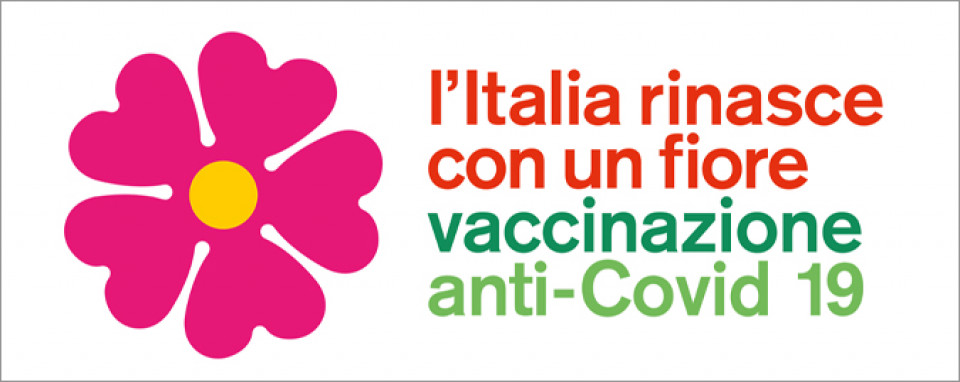 l'Italia rinasce
con un fiore
vaccinazione
anti-Covid 19